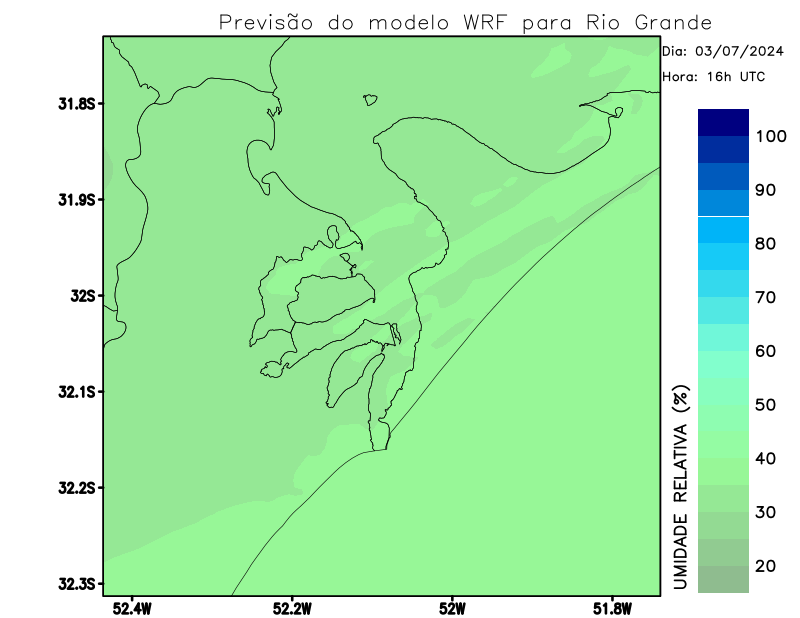 Previsão do modelo WRF para Rio Grande
Dia: 03/07/2024
Hora: 16h UTC
31.8S
31.9S
32S
32.1S
32.2S
32.3S
52.4W
52.2W
52W
51.8W
UMIDADE RELATIVA (%)
100
90
80
70
60
50
40
30
20